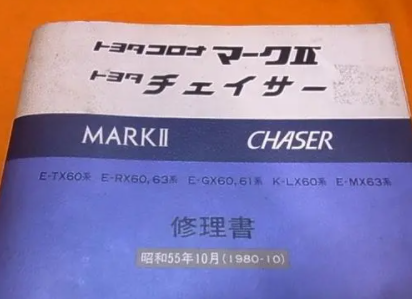 トヨタコロナ マークⅡ
トヨタ チェイサー
MARKⅡ CHASER
E-TX60系 E-RX60,63系 E-GX60,61系 K-LX60系 E-MX63系
修理書
昭和55年10月(1980-10)